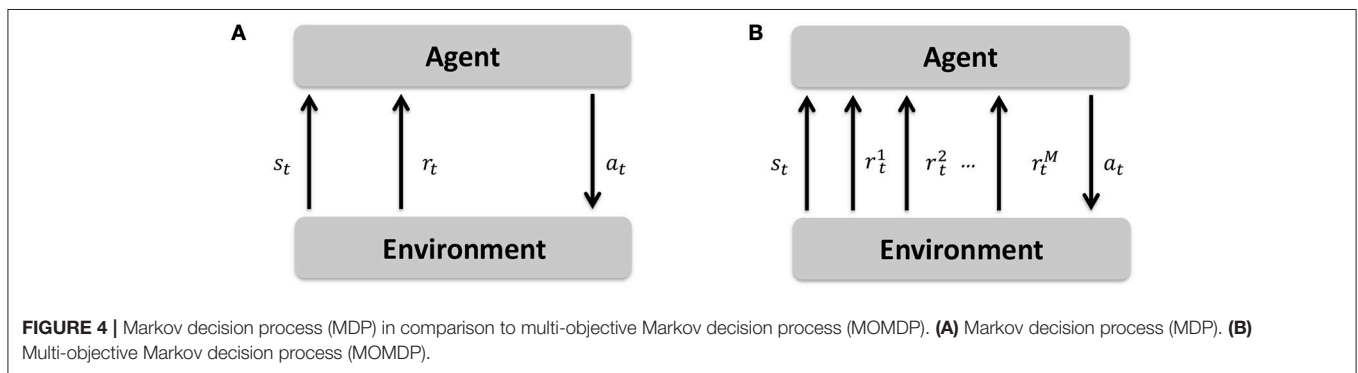 A
Agent
s_t
r_t
a_t
Environment
B
Agent
s_t
r_t^1
r_t^2
...
r_t^M
a_t
Environment
FIGURE 4 | Markov decision process (MDP) in comparison to multi-objective Markov decision process (MOMDP). (A) Markov decision process (MDP). (B)
Multi-objective Markov decision process (MOMDP).